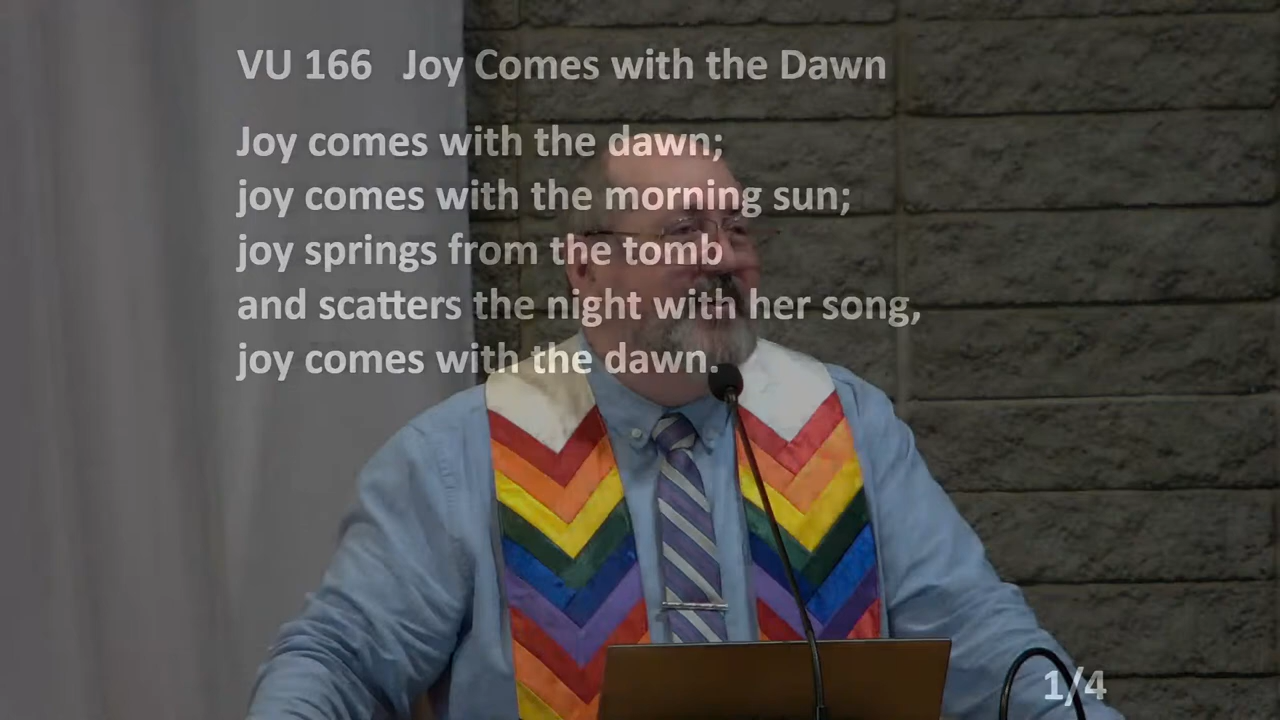 VU 166 Joy Comes with the Dawn
Joy comes with the dawn;
joy comes with the morning sun;
joy springs from the tomb
and scatters the night with her song,
joy comes with the dawn.
1/4